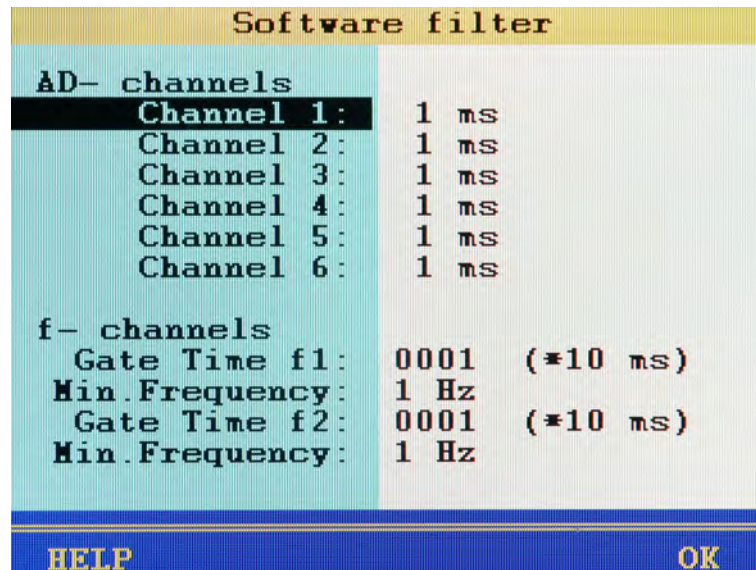 Software filter
AD- channels
Channel 1: 1 ms
Channel 2: 1 ms
Channel 3: 1 ms
Channel 4: 1 ms
Channel 5: 1 ms
Channel 6: 1 ms
f- channels
Gate Time f1: 0001 (*10 ms)
Min.Frequency: 1 Hz
Gate Time f2: 0001 (*10 ms)
Min.Frequency: 1 Hz
HELP OK